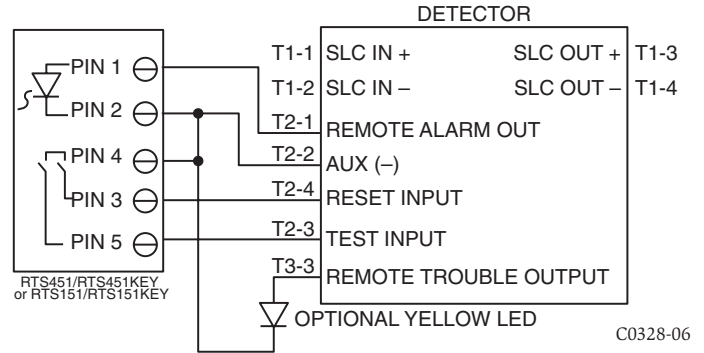 DETECTOR
T1-1 SLC IN + SLC OUT + T1-3
PIN 1
T1-2 SLC IN – SLC OUT – T1-4
PIN 2
T2-1 REMOTE ALARM OUT
PIN 4
T2-2 AUX (–)
PIN 3
T2-4 RESET INPUT
PIN 5
T2-3 TEST INPUT
T3-3 REMOTE TROUBLE OUTPUT
RTS451/RTS451KEY
or RTS151/RTS151KEY
OPTIONAL YELLOW LED
C0328-06